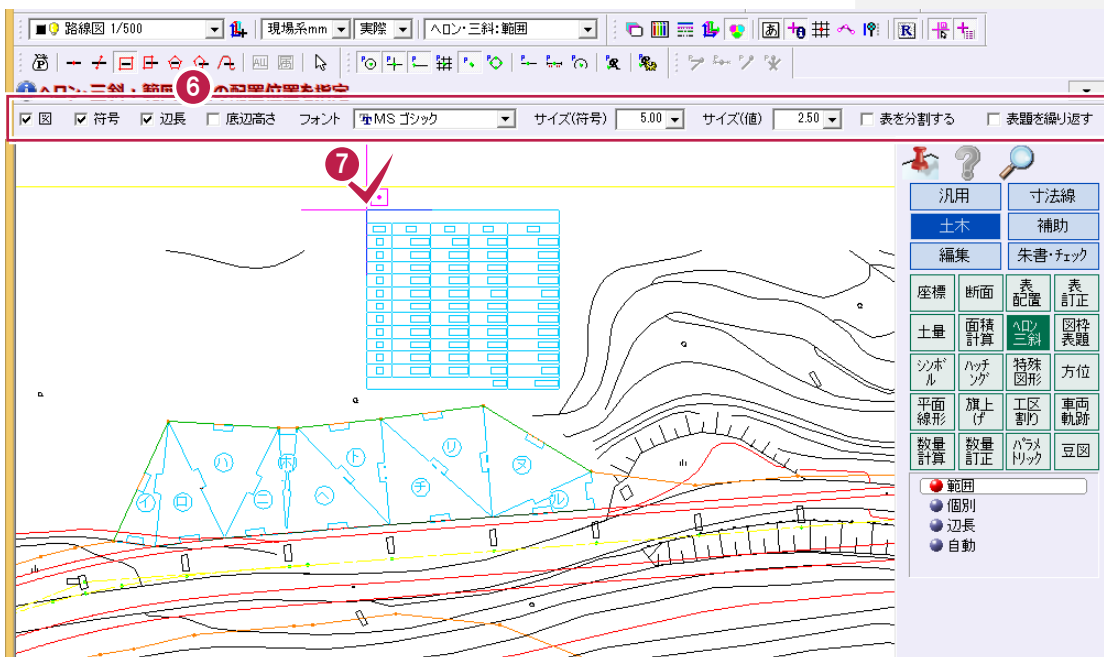 路線図 1/500
現場系mm
実際
ヘロン・三斜:範囲
あ
R
ALL
6
の配置位置を指定
図
符号
辺長
底辺高さ
フォント
MS ゴシック
サイズ(符号)
5.00
サイズ(値)
2.50
表を分割する
表題を繰り返す
7
汎用
寸法線
土木
補助
編集
朱書・チェック
座標
断面
表
配置
表
訂正
土量
面積
計算
ヘロン
三斜
図枠
表題
シンボ
ル
ハッチ
ング
特殊
図形
方位
平面
線形
旗上
げ
工区
割り
車両
軌跡
数量
計算
数量
訂正
パラメ
トリック
豆図
範囲
個別
辺長
自動
イ
ロ
ハ
ニ
ホ
ヘ
ト
チ
リ
ヌ
ル